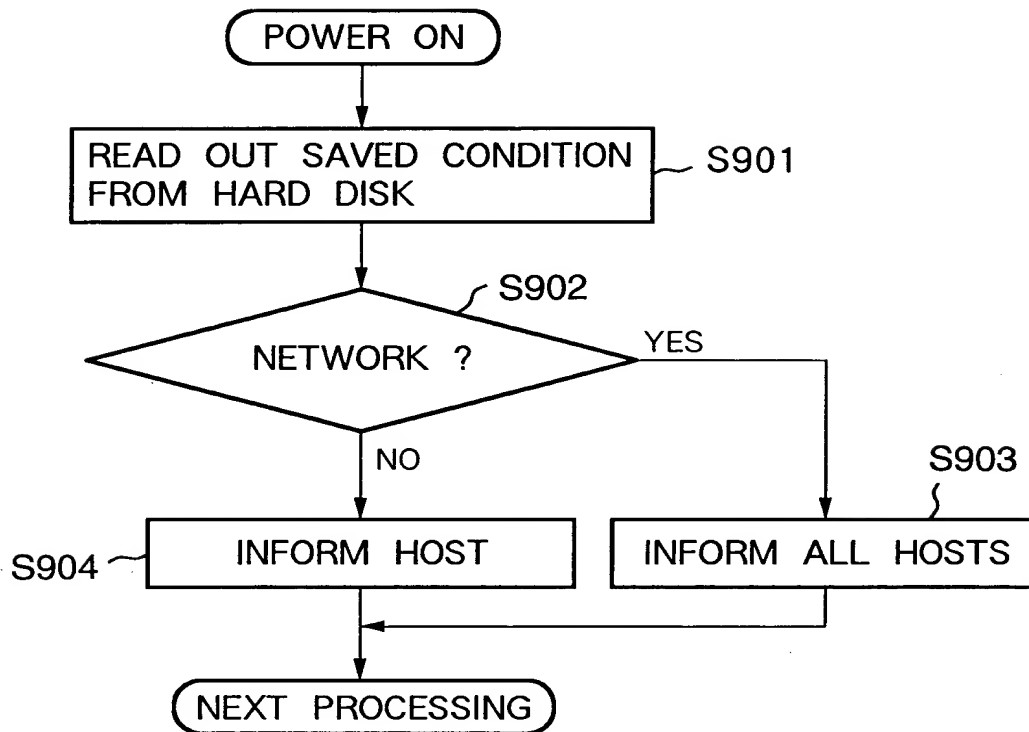 POWER ON
READ OUT SAVED CONDITION
FROM HARD DISK
S901
S902
NETWORK ?
YES
NO
S903
S904
INFORM HOST
INFORM ALL HOSTS
NEXT PROCESSING